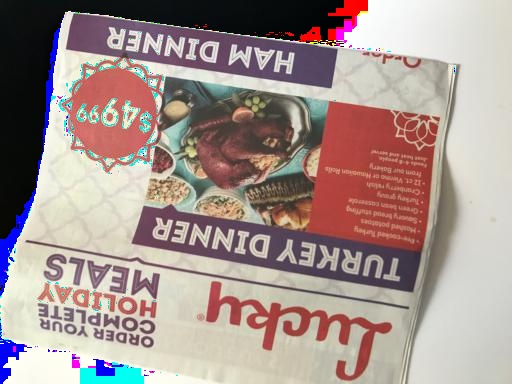 Lucky®
ORDER YOUR
COMPLETE
HOLIDAY
MEALS
TURKEY DINNER
• Pre-cooked Turkey
• Mashed potatoes
• Savory bread stuffing
• Green bean casserole
• Turkey gravy
• Cranberry relish
• 12 ct. Vienna or Hawaiian Rolls
from our Bakery
Feeds 6-8 people.
Just heat and serve!
$49.99
HAM DINNER
Order